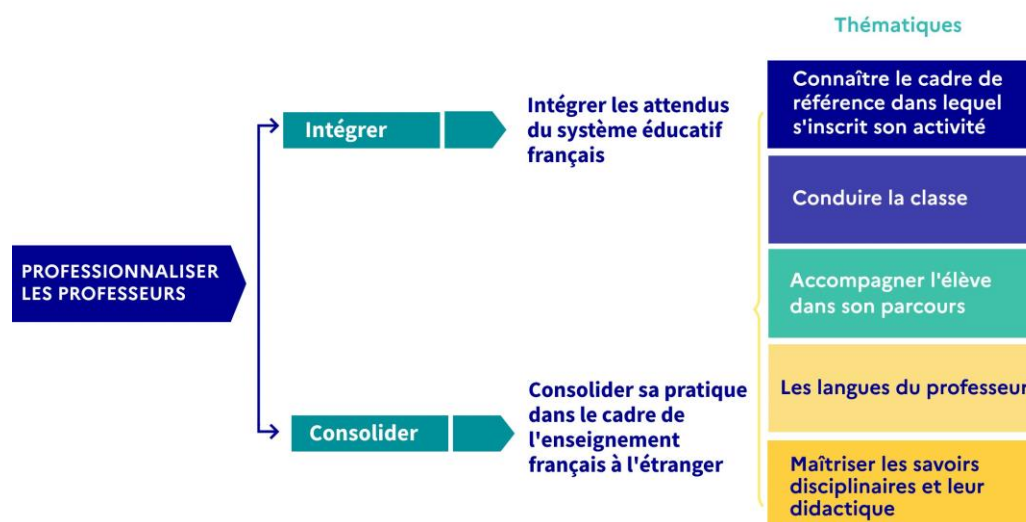 Thématiques
PROFESSIONNALISER
LES PROFESSEURS
Intégrer
Intégrer les attendus
du système éducatif
français
Consolider
Consolider sa pratique
dans le cadre de
l'enseignement
français à l'étranger
Connaître le cadre de
référence dans lequel
s'inscrit son activité
Conduire la classe
Accompagner l'élève
dans son parcours
Les langues du professeur
Maîtriser les savoirs
disciplinaires et leur
didactique